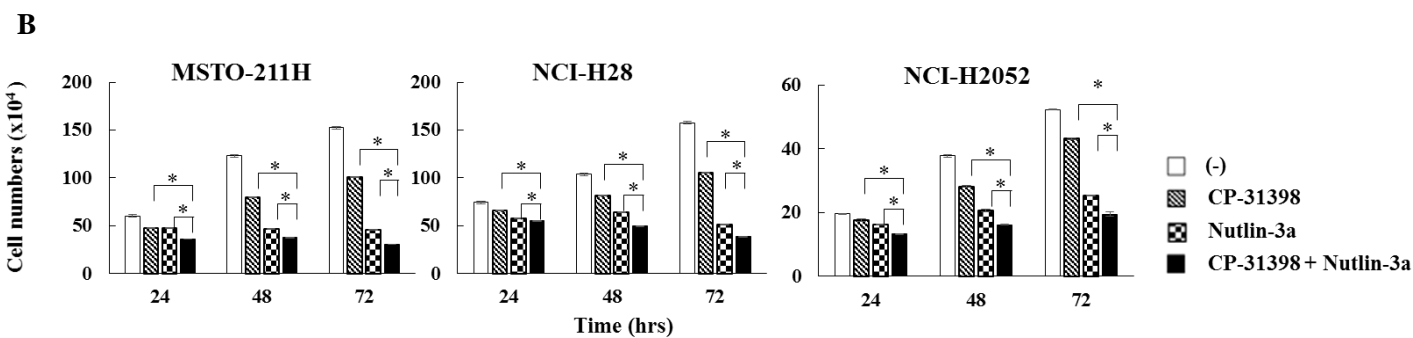 B
MSTO-211H
NCI-H28
NCI-H2052
Cell numbers (x10⁴)
200
150
100
50
0
* * * * * *
24 48 72
200
150
100
50
0
* * * * * *
24 48 72
60
40
20
0
* * * * * *
24 48 72
Time (hrs)
(-)
CP-31398
Nutlin-3a
CP-31398 + Nutlin-3a